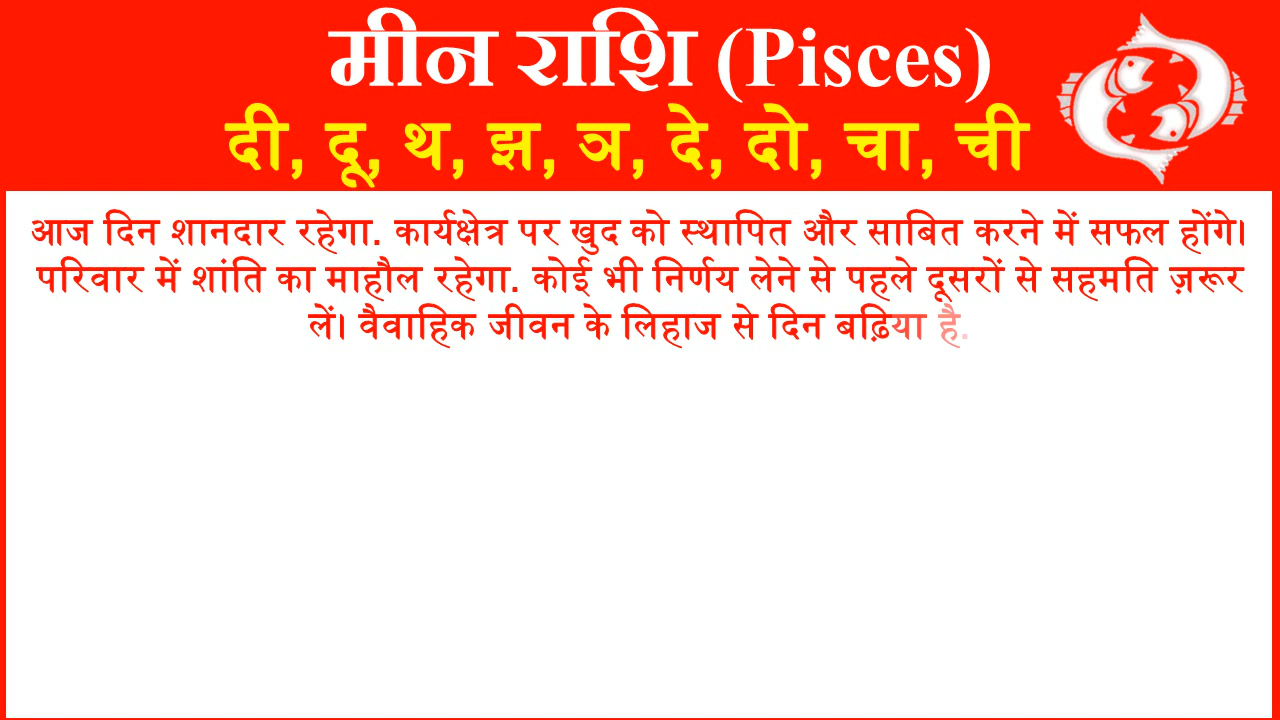 मीन राशि (Pisces)
दी, दू, थ, झ, ञ, दे, दो, चा, ची
आज दिन शानदार रहेगा. कार्यक्षेत्र पर खुद को स्थापित और साबित करने में सफल होंगे।
परिवार में शांति का माहौल रहेगा. कोई भी निर्णय लेने से पहले दूसरों से सहमति ज़रूर
लें। वैवाहिक जीवन के लिहाज से दिन बढ़िया है.